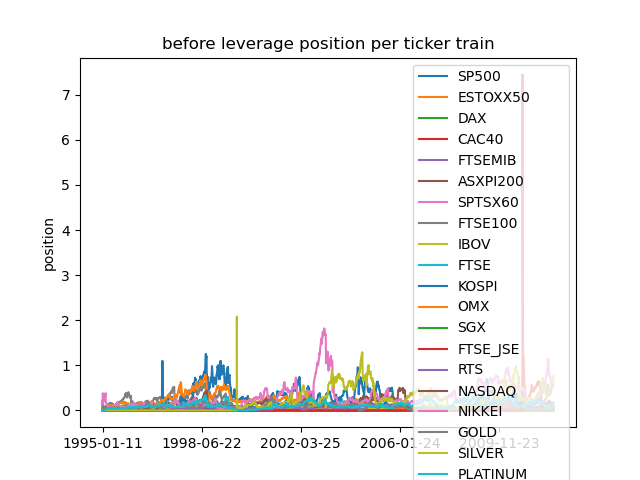 before leverage position per ticker train
position
7
6
5
4
3
2
1
0
1995-01-11 1998-06-22 2002-03-25 2006-01-24 2009-11-23
SP500
ESTOXX50
DAX
CAC40
FTSEMIB
ASXPI200
SPTSX60
FTSE100
IBOV
FTSE
KOSPI
OMX
SGX
FTSE_JSE
RTS
NASDAQ
NIKKEI
GOLD
SILVER
PLATINUM